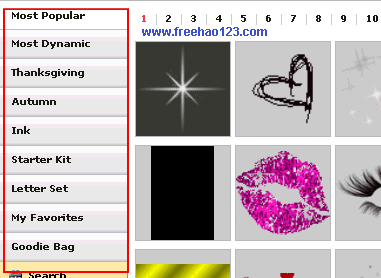 Most Popular
Most Dynamic
Thanksgiving
Autumn
Ink
Starter Kit
Letter Set
My Favorites
Goodie Bag
Search
1 2 3 4 5 6 7 8 9 10
www.freehao123.com